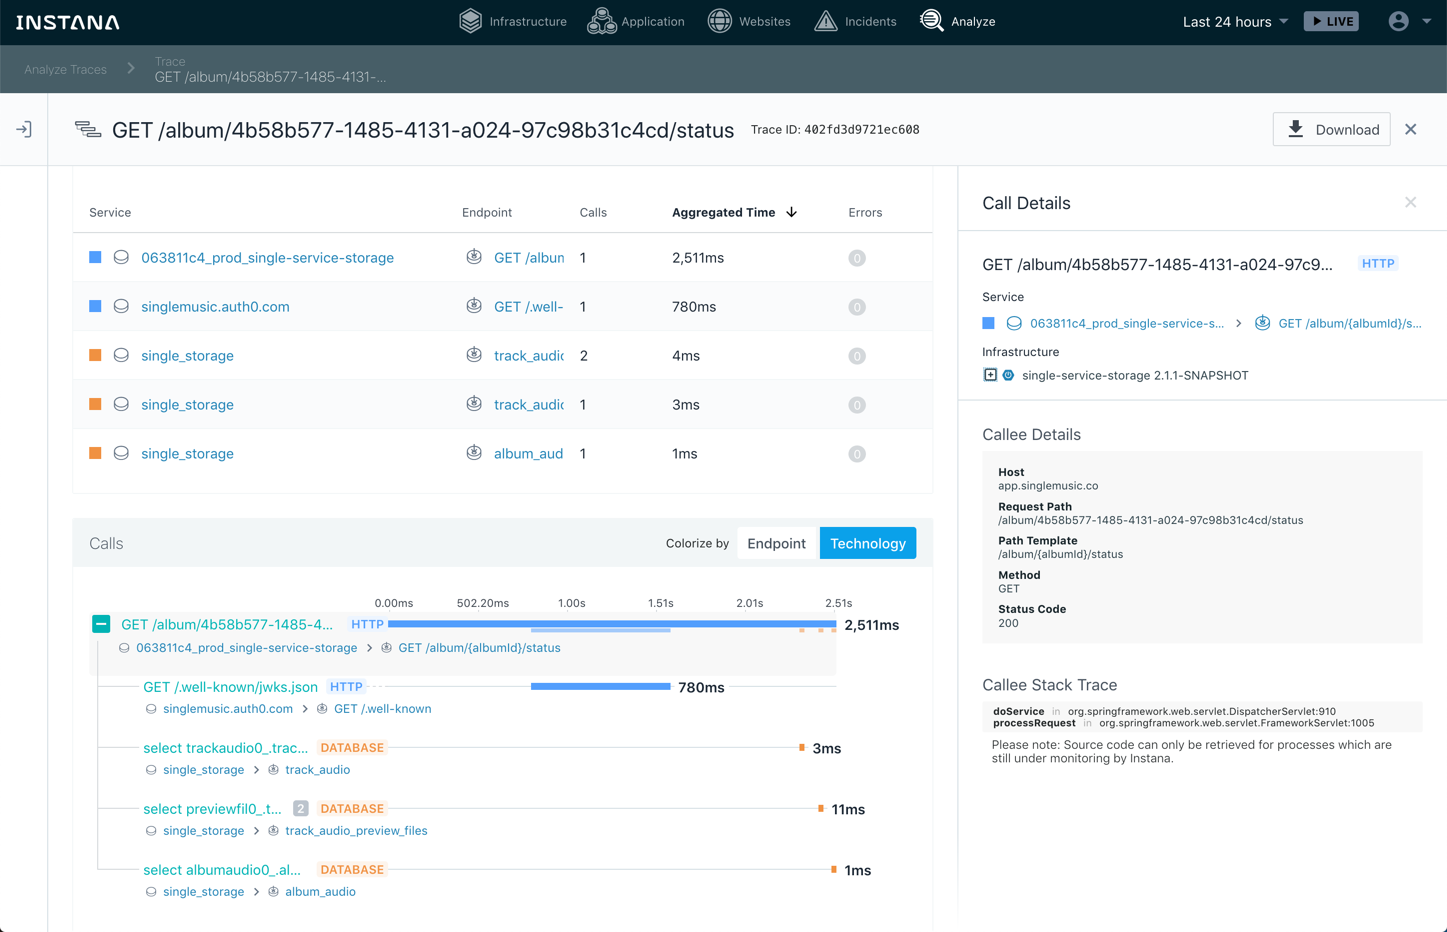 INSTANA
Infrastructure
Application
Websites
Incidents
Analyze
Last 24 hours
LIVE
Analyze Traces
Trace
GET /album/4b58b577-1485-4131-...
GET /album/4b58b577-1485-4131-a024-97c98b31c4cd/status
Trace ID: 402fd3d9721ec608
Download
Service Endpoint Calls Aggregated Time Errors
063811c4_prod_single-service-storage GET /albun 1 2,511ms 0
singlemusic.auth0.com GET /.well- 1 780ms 0
single_storage track_audic 2 4ms 0
single_storage track_audic 1 3ms 0
single_storage album_aud 1 1ms 0
Calls
Colorize by Endpoint Technology
0.00ms 502.20ms 1.00s 1.51s 2.01s 2.51s
GET /album/4b58b577-1485-4... HTTP 2,511ms
063811c4_prod_single-service-storage > GET /album/{albumId}/status
GET /.well-known/jwks.json HTTP 780ms
singlemusic.auth0.com > GET /.well-known
select trackaudio0_.trac... DATABASE 3ms
single_storage > track_audio
select previewfil0_.t... 2 DATABASE 11ms
single_storage > track_audio_preview_files
select albumaudio0_.al... DATABASE 1ms
single_storage > album_audio
Call Details
GET /album/4b58b577-1485-4131-a024-97c9... HTTP
Service
063811c4_prod_single-service-s... > GET /album/{albumId}/s...
Infrastructure
single-service-storage 2.1.1-SNAPSHOT
Callee Details
Host
app.singlemusic.co
Request Path
/album/4b58b577-1485-4131-a024-97c98b31c4cd/status
Path Template
/album/{albumId}/status
Method
GET
Status Code
200
Callee Stack Trace
doService in org.springframework.web.servlet.DispatcherServlet:910
processRequest in org.springframework.web.servlet.FrameworkServlet:1005
Please note: Source code can only be retrieved for processes which are
still under monitoring by Instana.